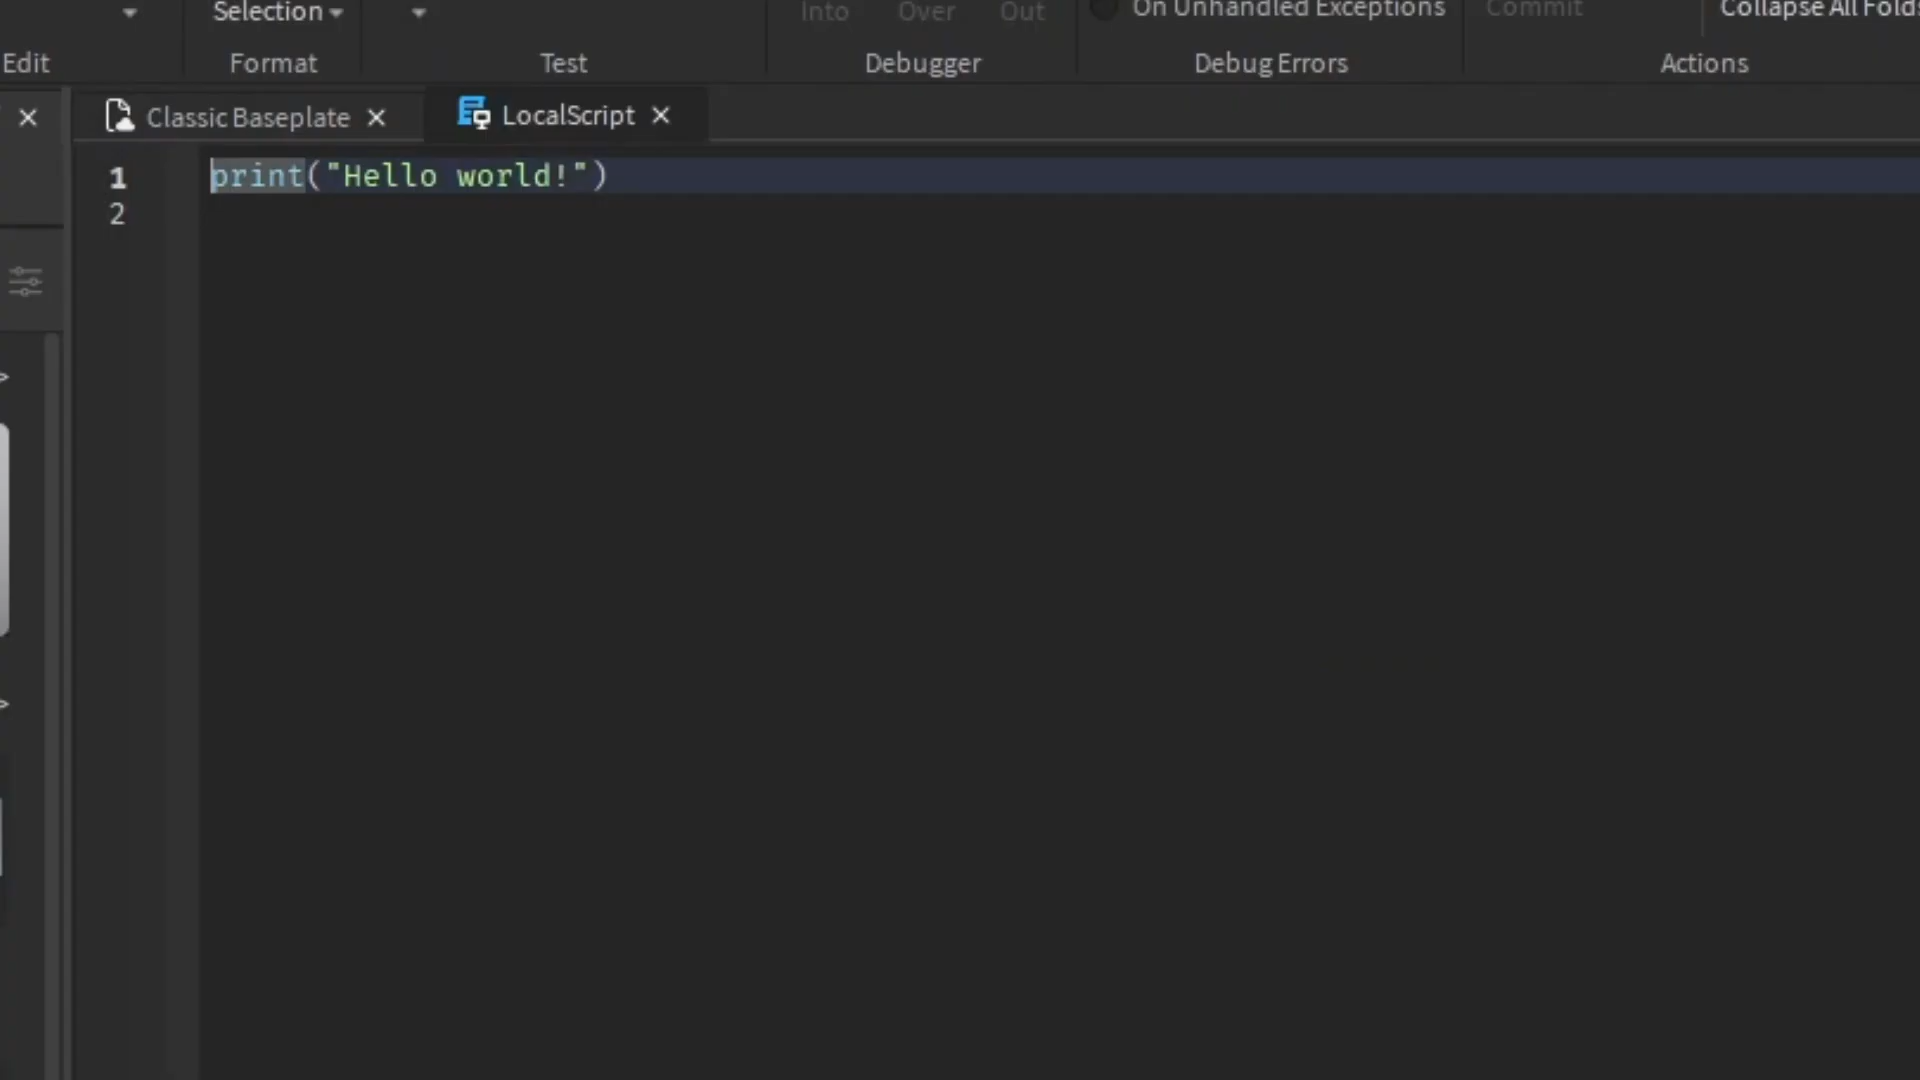 Selection
Into Over Out
On Unhandled Exceptions
Commit
Edit
Format
Test
Debugger
Debug Errors
Actions
Classic Baseplate
LocalScript
1 print("Hello world!")
2